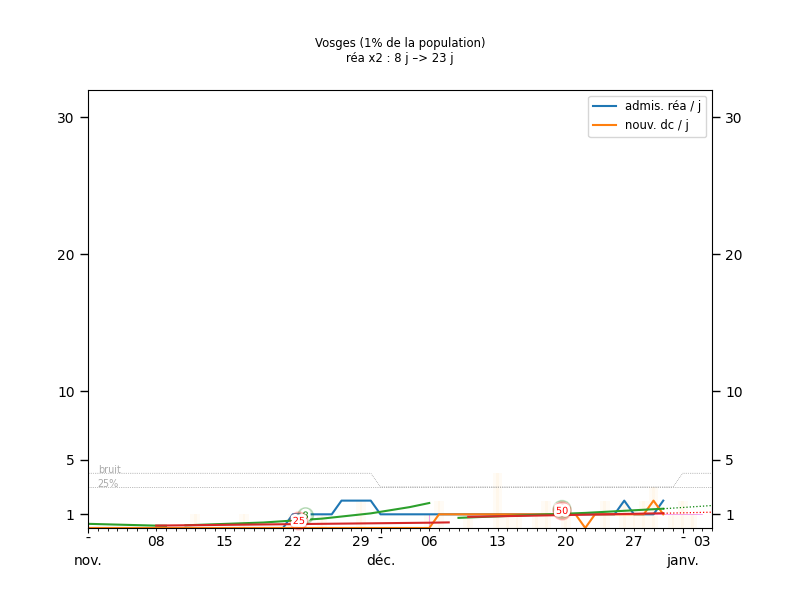 Vosges (1% de la population)
réa x2 : 8 j –> 23 j
admis. réa / j
nouv. dc / j
30
30
20
20
10
10
5
5
bruit
25%
1
1
25
50
- 08 15 22 29 - 06 13 20 27 - 03
nov. déc. janv.